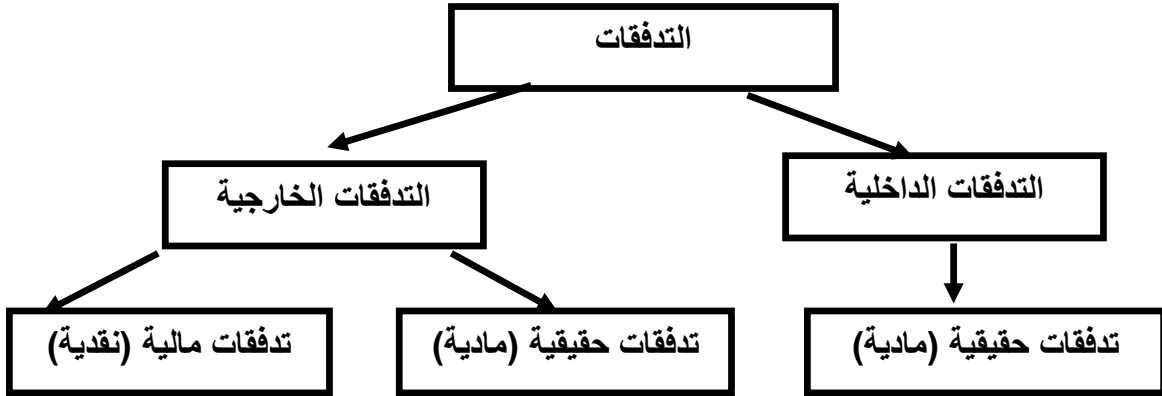 التدفقات
التدفقات الداخلية
التدفقات الخارجية
تدفقات حقيقية (مادية)
تدفقات حقيقية (مادية)
تدفقات مالية (نقدية)